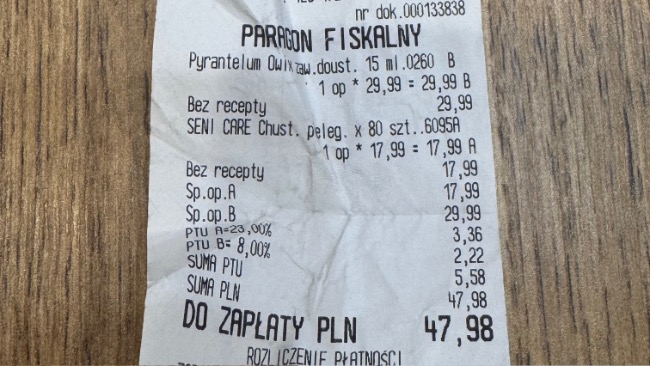 nr dok.000133838
PARAGON FISKALNY
Pyrantelum Owix zaw.doust. 15 ml.0260 B
1 op * 29,99 = 29,99 B
Bez recepty 29,99
SENI CARE Chust. peleg. x 80 szt..6095A
1 op * 17,99 = 17,99 A
Bez recepty 17,99
Sp.op.A 17,99
Sp.op.B 29,99
PTU A=23,00% 3,36
PTU B= 8,00% 2,22
SUMA PTU 5,58
SUMA PLN 47,98
DO ZAPŁATY PLN 47,98
ROZLICZENIE PŁATNOŚCI